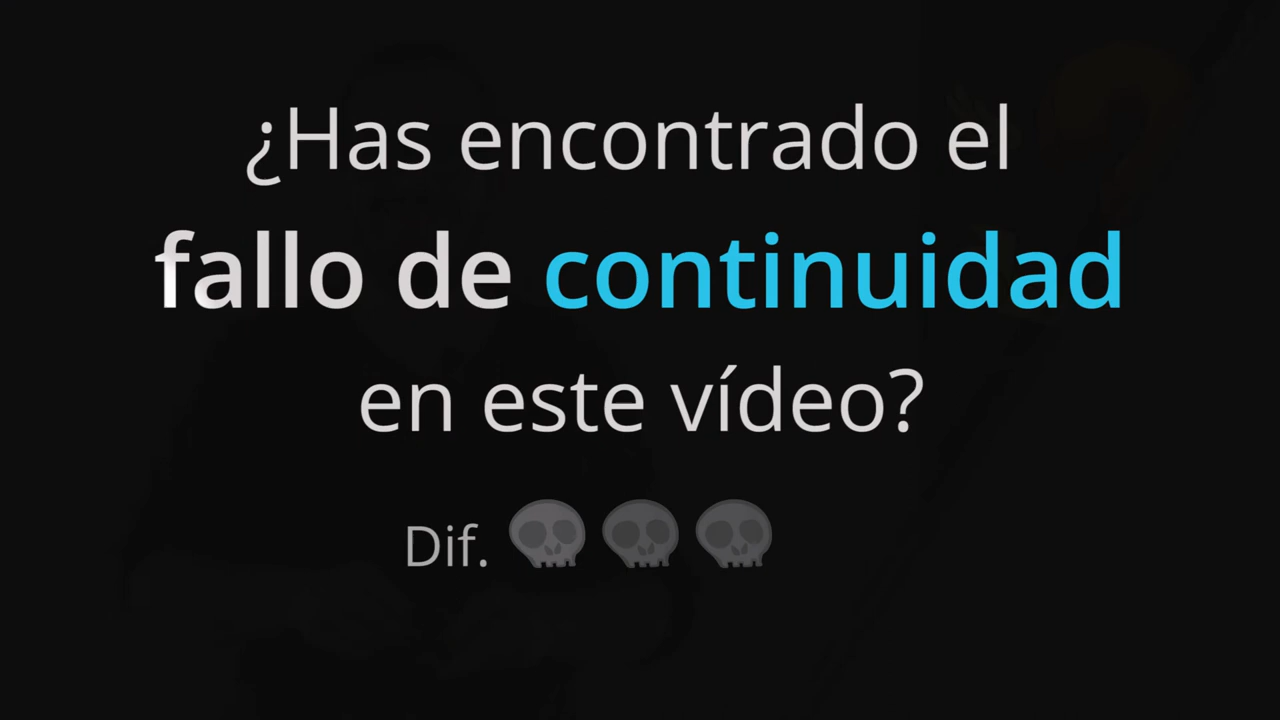 ¿Has encontrado el
fallo de continuidad
en este vídeo?
Dif.